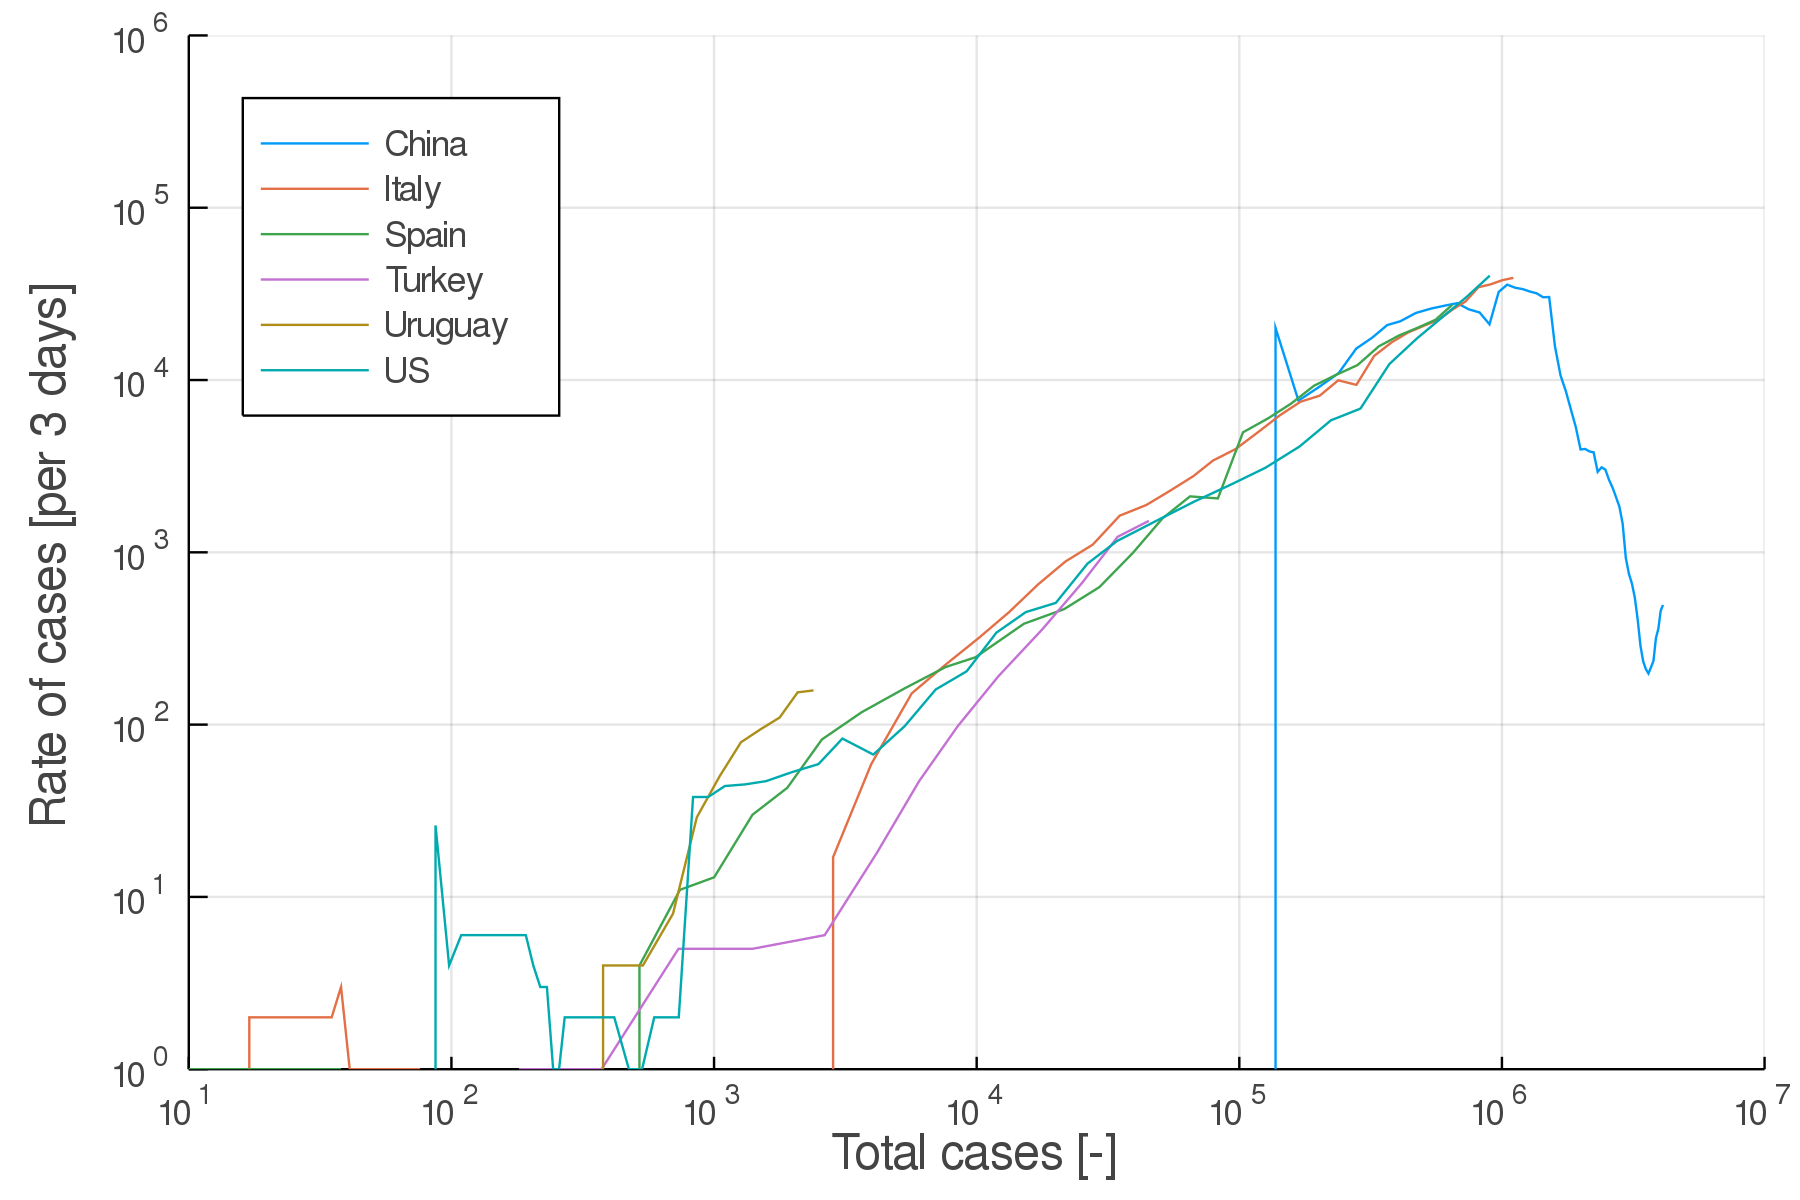 10^6
10^5
10^4
10^3
10^2
10^1
10^0
Rate of cases [per 3 days]
China
Italy
Spain
Turkey
Uruguay
US
10^1 10^2 10^3 10^4 10^5 10^6 10^7
Total cases [-]